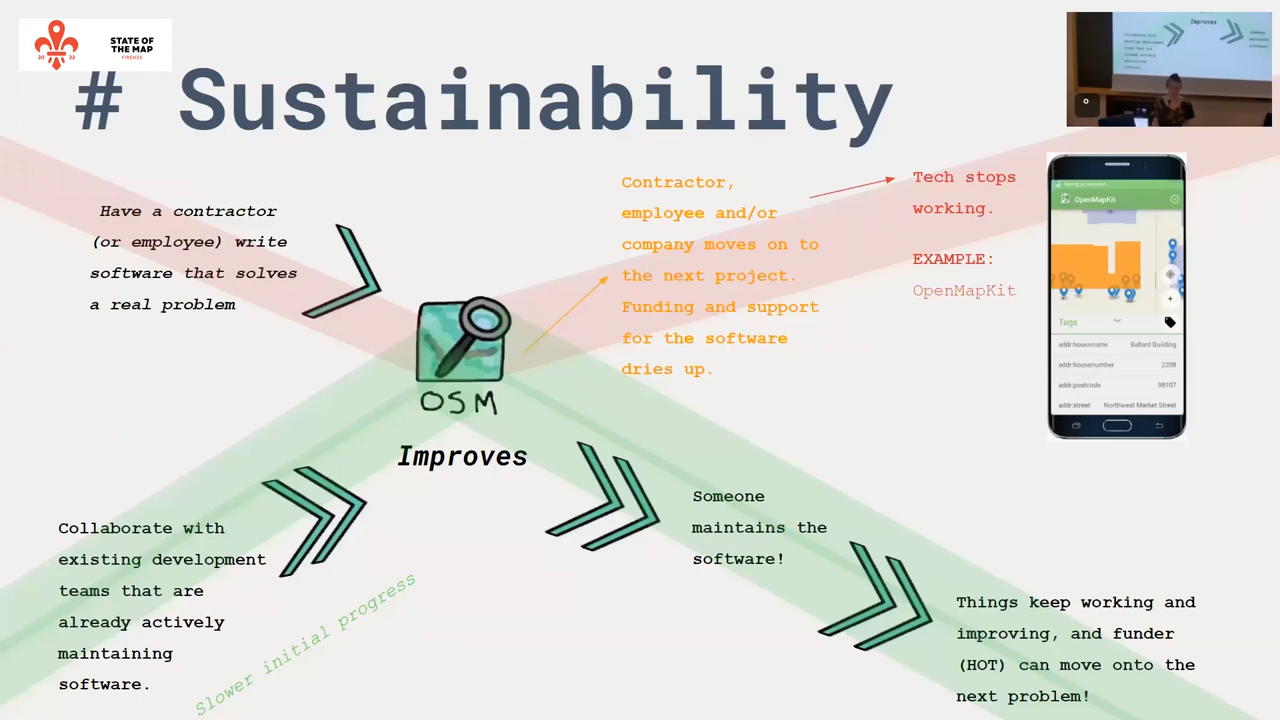 STATE OF
THE MAP
FIRENZE
20 22
# Sustainability
Improves
Have a contractor
(or employee) write
software that solves
a real problem
OSM
Improves
Contractor,
employee and/or
company moves on to
the next project.
Funding and support
for the software
dries up.
Tech stops
working.
EXAMPLE:
OpenMapKit
OpenMapKit
Tags
addr:housename Ballard Building
addr:housenumber 2208
addr:postcode 98107
addr:street Northwest Market Street
Collaborate with
existing development
teams that are
already actively
maintaining
software.
Slower initial progress
Someone
maintains the
software!
Things keep working and
improving, and funder
(HOT) can move onto the
next problem!